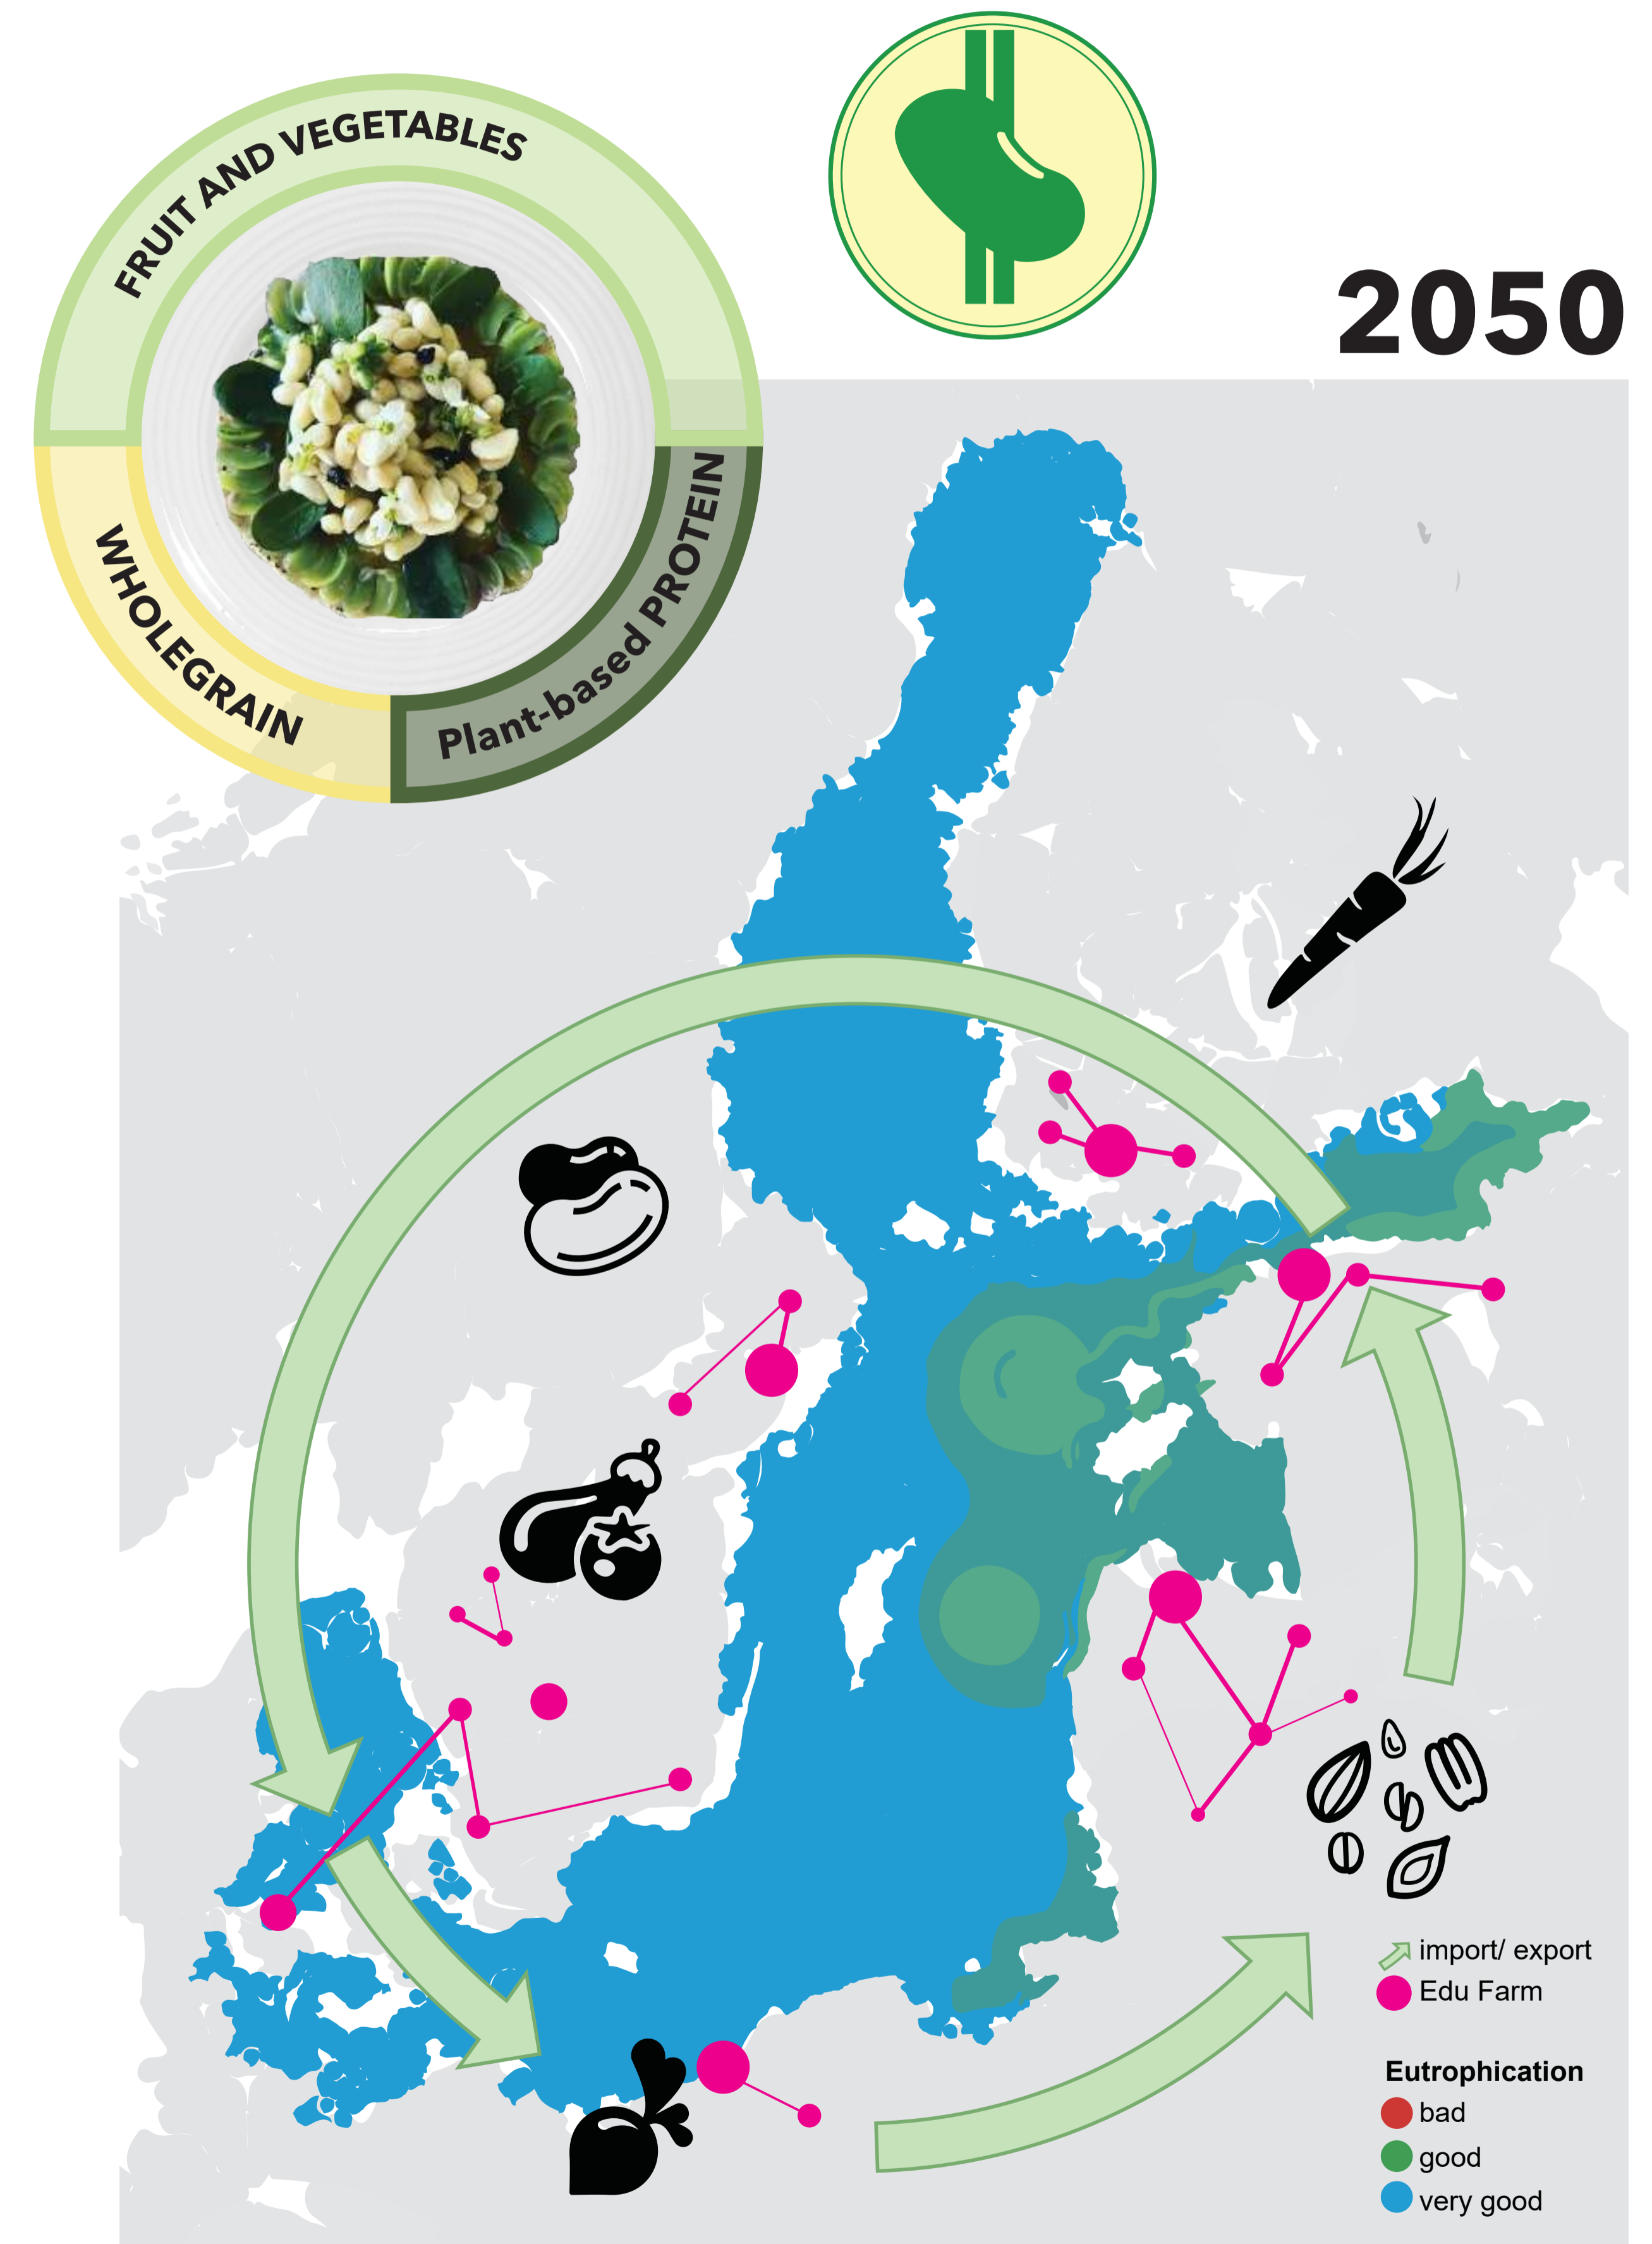 FRUIT AND VEGETABLES
2050
WHOLEGRAIN
Plant-based PROTEIN
import/ export
Edu Farm
Eutrophication
bad
good
very good